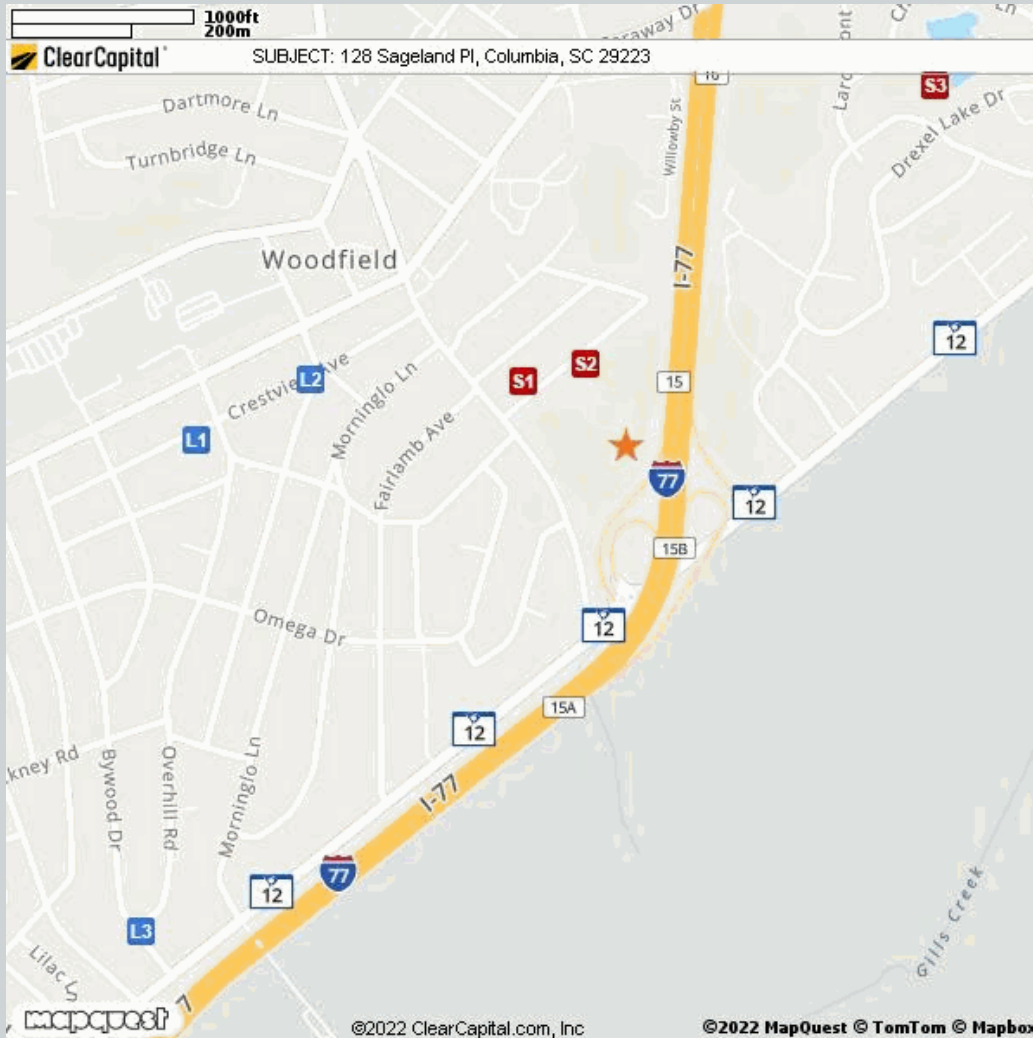 1000ft
200m
ClearCapital
SUBJECT: 128 Sageland Pl, Columbia, SC 29223
Dartmore Ln
Turnbridge Ln
Willowby St
Drexel Lake Dr
S3
16
Woodfield
I-77
12
S2
S1
15
L2
Crestview Ave
Morninglo Ln
Fairlamb Ave
L1
77
12
15B
Omega Dr
12
15A
12
Bywood Dr
Overhill Rd
Morninglo Ln
I-77
77
12
L3
Gills Creek
mapquest
©2022 ClearCapital.com, Inc
©2022 MapQuest © TomTom © Mapbox